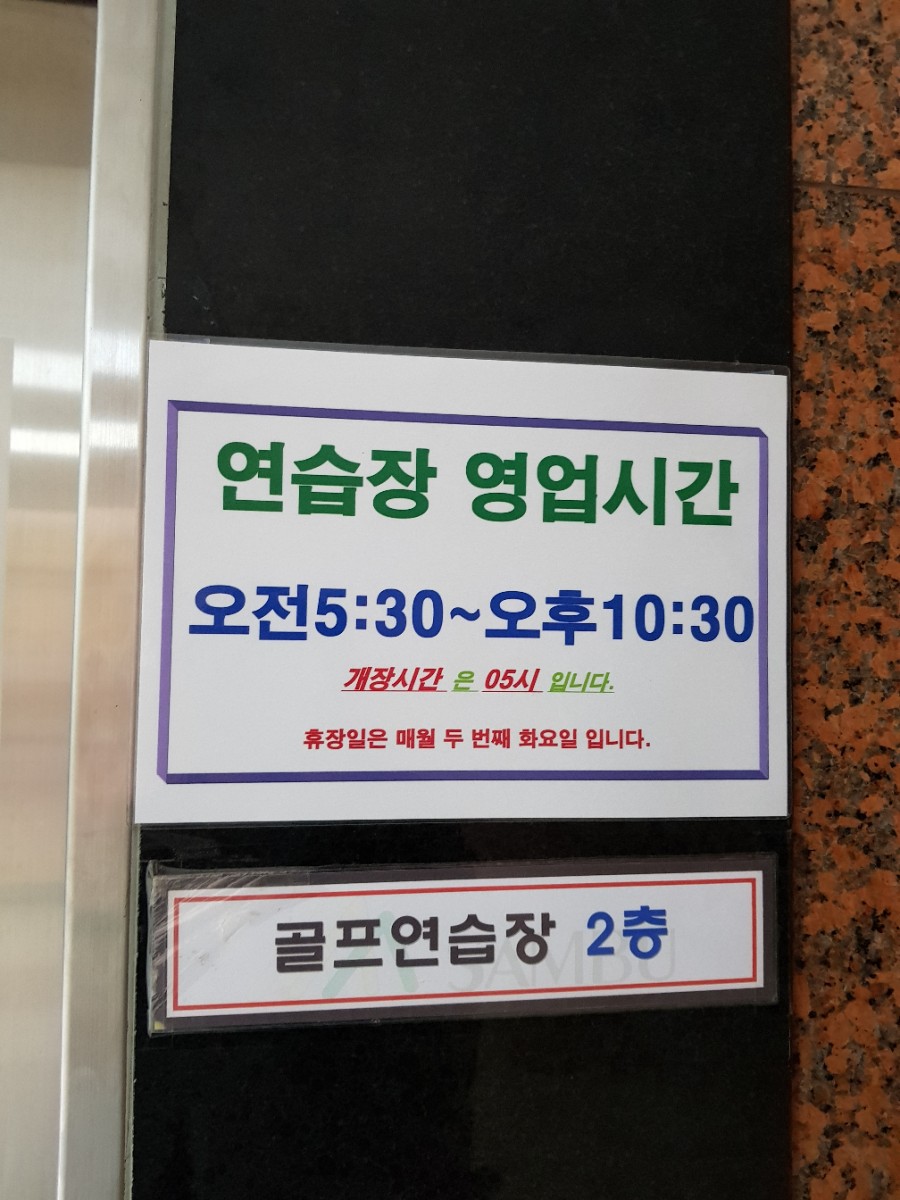 연습장 영업시간
오전5:30~오후10:30
개장시간 은 05시 입니다.
휴장일은 매월 두 번째 화요일 입니다.
골프연습장 2층
SAMBU